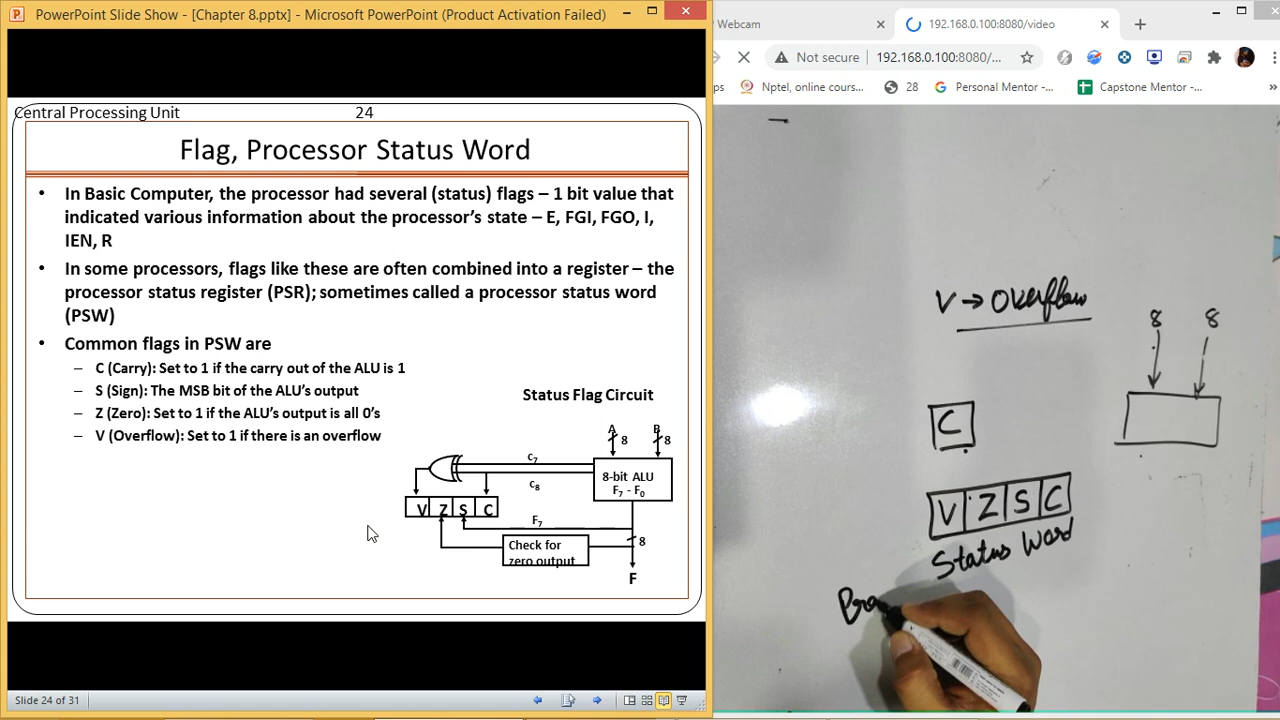 PowerPoint Slide Show - [Chapter 8.pptx] - Microsoft PowerPoint (Product Activation Failed)
Central Processing Unit 24
Flag, Processor Status Word
• In Basic Computer, the processor had several (status) flags – 1 bit value that
indicated various information about the processor's state – E, FGI, FGO, I,
IEN, R
• In some processors, flags like these are often combined into a register – the
processor status register (PSR); sometimes called a processor status word
(PSW)
• Common flags in PSW are
– C (Carry): Set to 1 if the carry out of the ALU is 1
– S (Sign): The MSB bit of the ALU's output
– Z (Zero): Set to 1 if the ALU's output is all 0's
– V (Overflow): Set to 1 if there is an overflow
Status Flag Circuit
A B
8 8
c7
c8
8-bit ALU
F7 - F0
V Z S C
F7
Check for
zero output
8
F
Slide 24 of 31
Webcam
192.168.0.100:8080/video
Not secure 192.168.0.100:8080/...
ps Nptel, online cours... 28 Personal Mentor -... Capstone Mentor -... »
V → Overflow
8 8
C
V Z S C
Status Word